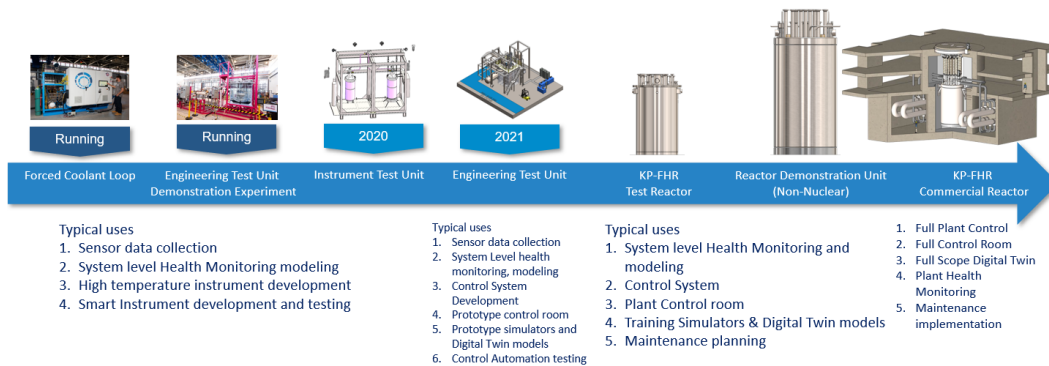 Running
Running
2020
2021
Forced Coolant Loop
Engineering Test Unit
Demonstration Experiment
Instrument Test Unit
Engineering Test Unit
KP-FHR
Test Reactor
Reactor Demonstration Unit
(Non-Nuclear)
KP-FHR
Commercial Reactor
Typical uses
1. Sensor data collection
2. System level Health Monitoring modeling
3. High temperature instrument development
4. Smart Instrument development and testing
Typical uses
1. Sensor data collection
2. System Level health
monitoring, modeling
3. Control System
Development
4. Prototype control room
5. Prototype simulators and
Digital Twin models
6. Control Automation testing
Typical uses
1. System level Health Monitoring and
modeling
2. Control System
3. Plant Control room
4. Training Simulators & Digital Twin models
5. Maintenance planning
1. Full Plant Control
2. Full Control Room
3. Full Scope Digital Twin
4. Plant Health
Monitoring
5. Maintenance
implementation